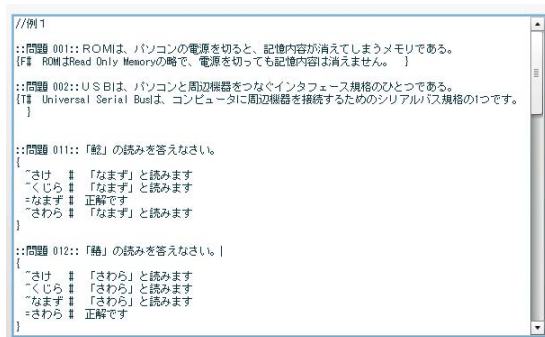 //例1
::問題 001::ROMは、パソコンの電源を切ると、記憶内容が消えてしまうメモリである。
{F# ROMはRead Only Memoryの略で、電源を切っても記憶内容は消えません。 }
::問題 002::USBは、パソコンと周辺機器をつなぐインタフェース規格のひとつである。
{T# Universal Serial Busは、コンピュータに周辺機器を接続するためのシリアルバス規格の1つです。
}
::問題 011::「鯰」の読みを答えなさい。
{
~さけ # 「なまず」と読みます
~くじら # 「なまず」と読みます
=なまず # 正解です
~さわら # 「なまず」と読みます
}
::問題 012::「鰆」の読みを答えなさい。
{
~さけ # 「さわら」と読みます
~くじら # 「さわら」と読みます
~なまず # 「さわら」と読みます
=さわら # 正解です
}